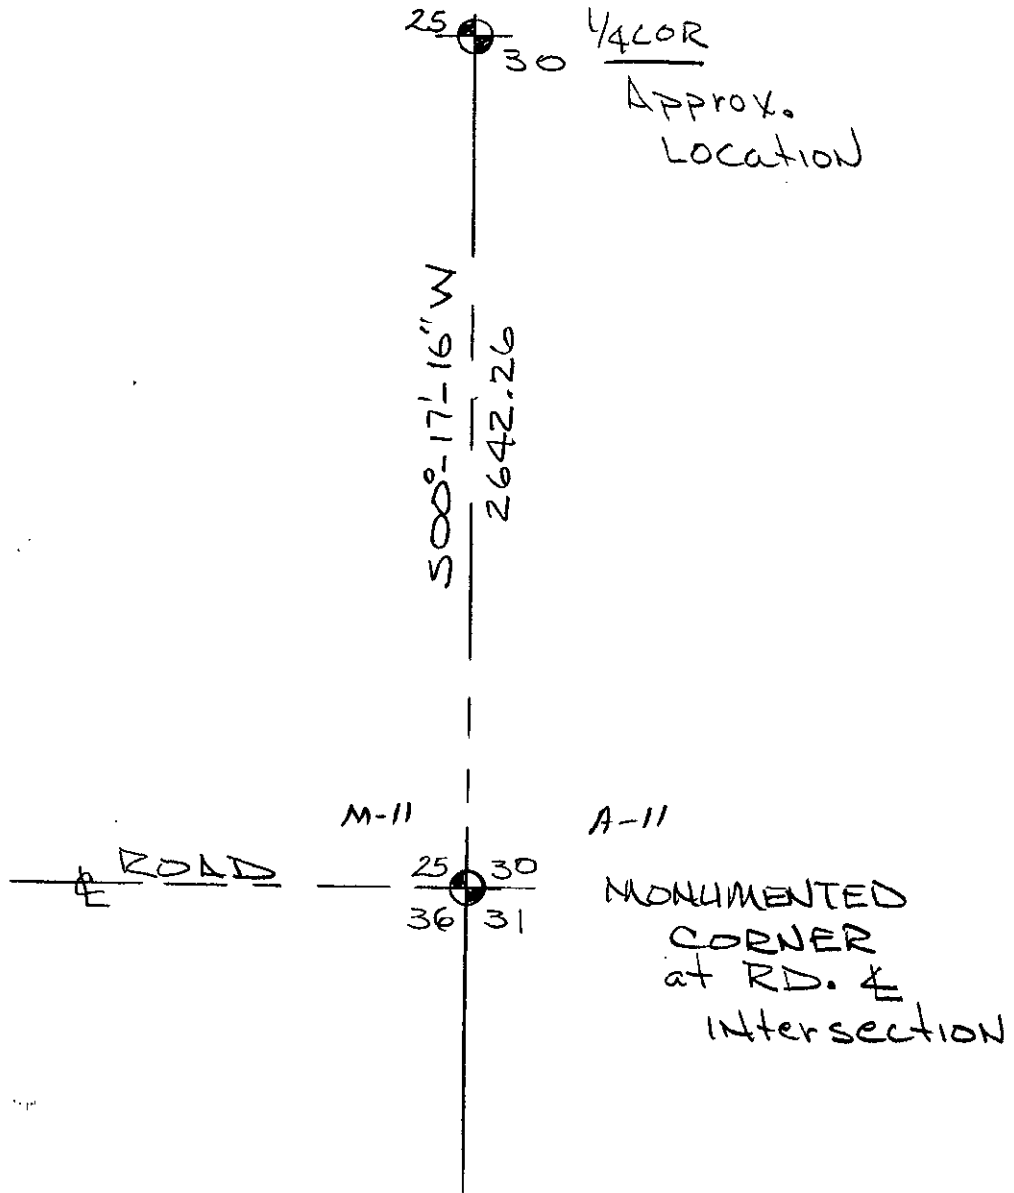 25
30
1/4 COR
Approx.
Location
S00°-17'-16" W
2642.26
M-11
A-11
℄ ROAD
25 30
36 31
MONUMENTED
CORNER
at RD. ℄
Intersection